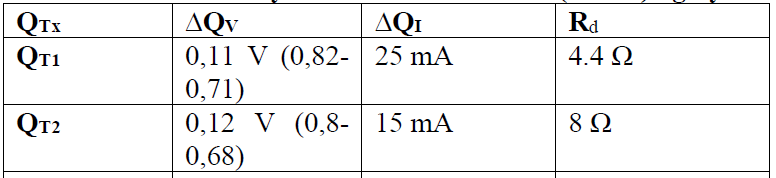 QTx ΔQV ΔQI Rd
QT1 0,11 V (0,82- 25 mA 4.4 Ω
0,71)
QT2 0,12 V (0,8- 15 mA 8 Ω
0,68)